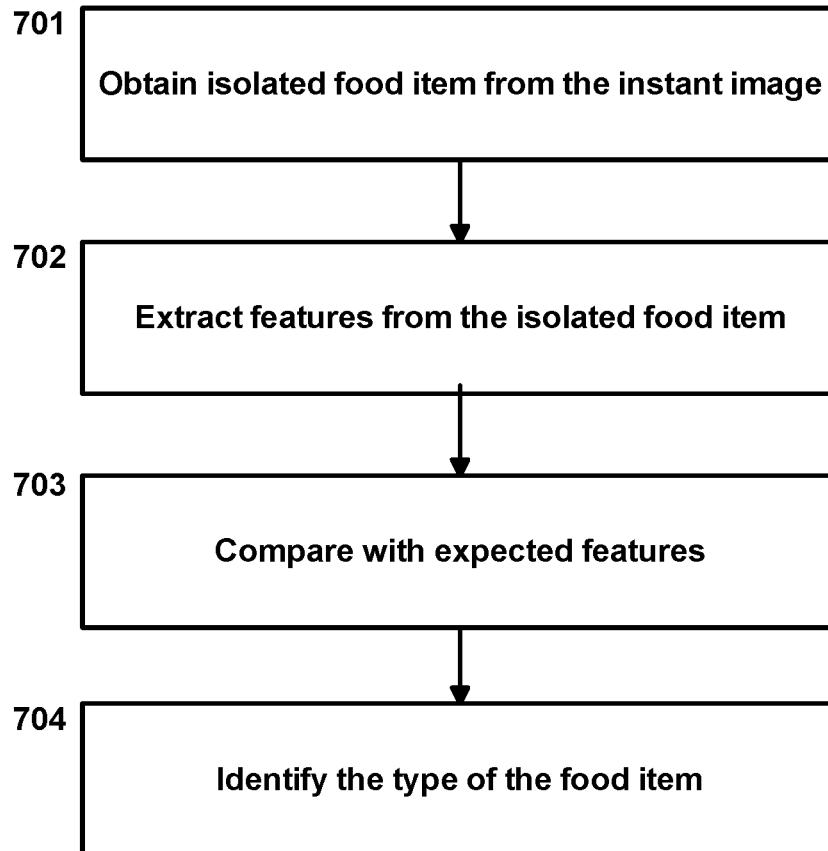 701
Obtain isolated food item from the instant image
702
Extract features from the isolated food item
703
Compare with expected features
704
Identify the type of the food item